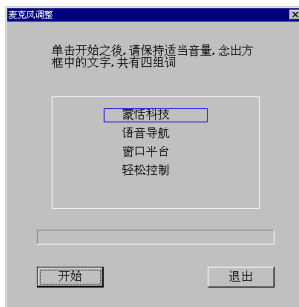 麦克风调整
单击开始之後,请保持适当音量,念出方
框中的文字,共有四组词
蒙恬科技
语音导航
窗口平台
轻松控制
开始
退出